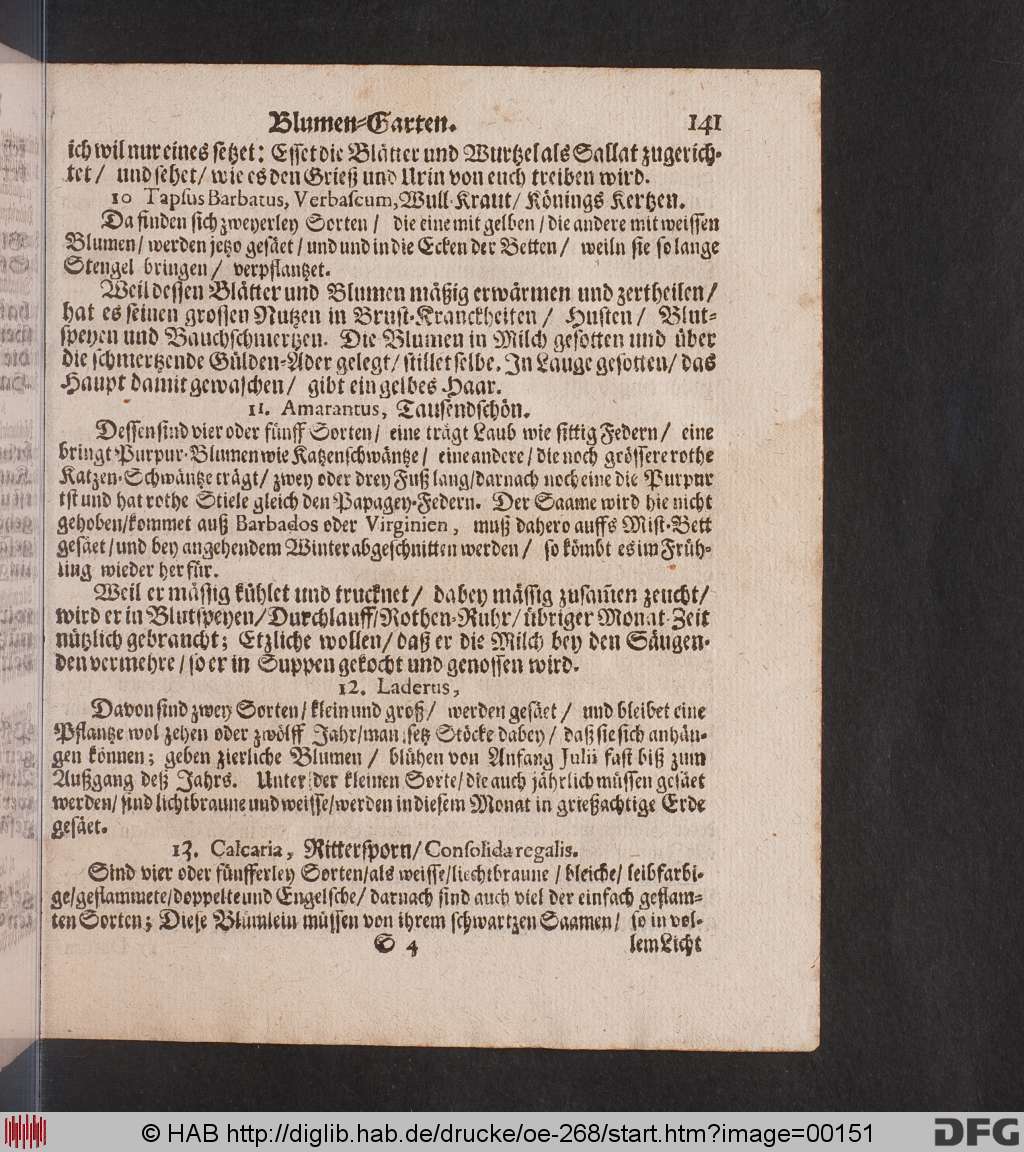 Blumen-Garten. 141
ich wil nur eines setzet: Esset die Blätter und Wurtzel als Sallat zugerich-
tet/ und sehet/ wie es den Grieß und Urin von euch treiben wird.
10 Tapsus Barbatus, Verbascum, Wull-Kraut/ Könings Kertzen.
Da finden sich zweyerley Sorten/ die eine mit gelben/ die andere mit weissen
Blumen/ werden jetzo gesäet/ und und in die Ecken der Betten/ weiln sie so lange
Stengel bringen/ verpflantzet.
Weil dessen Blätter und Blumen mäßig erwärmen und zertheilen/
hat es seinen grossen Nutzen in Brust-Kranckheiten/ Husten/ Blut-
speyen und Bauchschmertzen. Die Blumen in Milch gesotten und über
die schmertzende Gülden-Ader gelegt/ stillet selbe. In Lauge gesotten/ das
Haupt damit gewaschen/ gibt ein gelbes Haar.
11. Amarantus, Tausendschön.
Dessen sind vier oder fünff Sorten/ eine trägt Laub wie sittig Federn/ eine
bringt Purpur-Blumen wie Katzenschwäntze/ eine andere/ die noch grössere rothe
Katzen-Schwäntze trägt/ zwey oder drey Fuß lang/ darnach noch eine die Purpur
ist und hat rothe Stiele gleich den Papagey-Federn. Der Saame wird hie nicht
gehoben/ kommet auß Barbados oder Virginien, muß dahero auffs Mist-Bett
gesäet/ und bey angehendem Winter abgeschnitten werden/ so kömbt es im Früh-
ling wieder her für.
Weil er mässig kühlet und trucknet/ dabey mässig zusam̃en zeucht/
wird er in Blutspeyen/ Durchlauff/ Rothen-Ruhr/ übriger Monat-Zeit
nützlich gebraucht; Etzliche wollen/ daß er die Milch bey den Säugen-
den vermehre/ so er in Suppen gekocht und genossen wird.
12. Laderus,
Davon sind zwey Sorten/ klein und groß/ werden gesäet/ und bleibet eine
Pflantze wol zehen oder zwölff Jahr/ man setz Stöcke dabey/ daß sie sich anhän-
gen können; geben zierliche Blumen/ blühen von Anfang Julii fast biß zum
Außgang deß Jahrs. Unter der kleinen Sorte/ die auch jährlich müssen gesäet
werden/ sind lichtbraune und weisse/ werden in diesem Monat in grießachtige Erde
gesäet.
13. Calcaria, Rittersporn/ Consolida regalis.
Sind vier oder fünfferley Sorten/ als weisse/ liechtbraune/ bleiche/ leibfarbi-
ge/ geflammete/ doppelte und Engelsche/ darnach sind auch viel der einfach geflam-
ten Sorten; Diese Blümlein müssen von ihrem schwartzen Saamen/ so in vol-
S 4 lem Licht
© HAB http://diglib.hab.de/drucke/oe-268/start.htm?image=00151 DFG